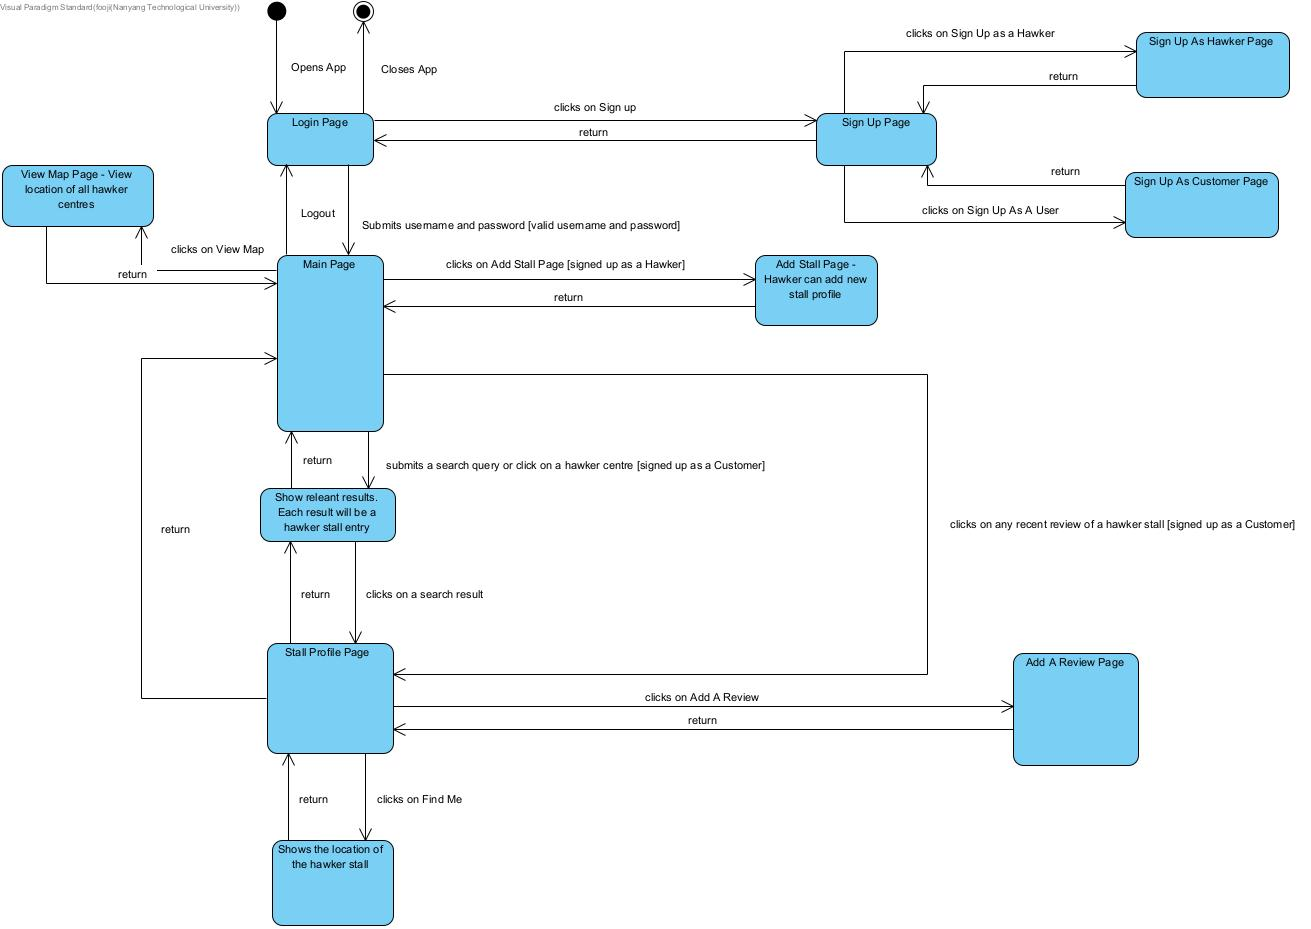 Visual Paradigm Standard(fooji(Nanyang Technological University))
Opens App
Closes App
clicks on Sign Up as a Hawker
Sign Up As Hawker Page
return
clicks on Sign up
Login Page
Sign Up Page
return
View Map Page - View
location of all hawker
centres
return
Sign Up As Customer Page
clicks on Sign Up As A User
Logout
Submits username and password [valid username and password]
clicks on View Map
return
Main Page
clicks on Add Stall Page [signed up as a Hawker]
Add Stall Page -
Hawker can add new
stall profile
return
return
submits a search query or click on a hawker centre [signed up as a Customer]
Show releant results.
Each result will be a
hawker stall entry
return
clicks on any recent review of a hawker stall [signed up as a Customer]
return
clicks on a search result
Stall Profile Page
Add A Review Page
clicks on Add A Review
return
return
clicks on Find Me
Shows the location of
the hawker stall